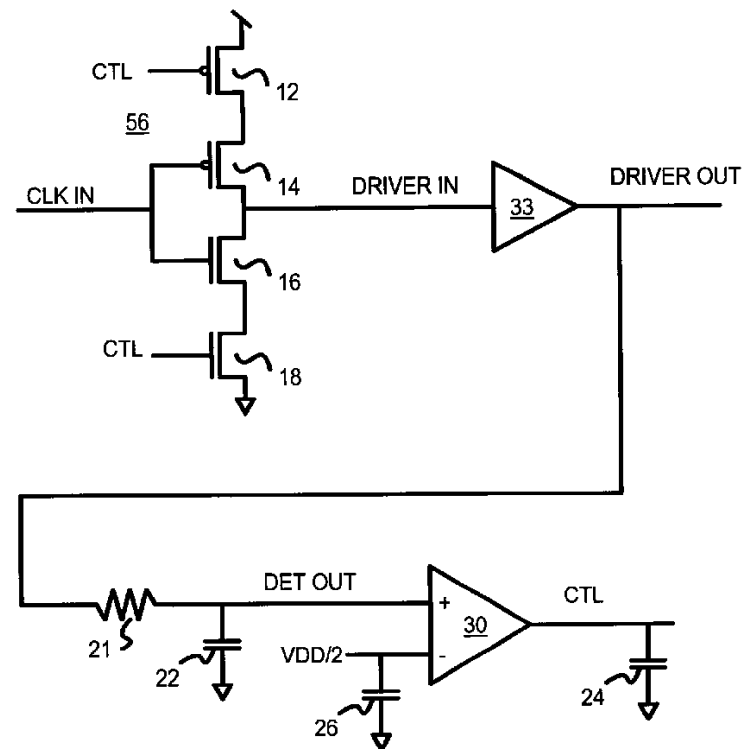 CTL
12
56
14
CLK IN
DRIVER IN
33
DRIVER OUT
16
CTL
18
DET OUT
+
30
CTL
21
22
VDD/2
-
26
24